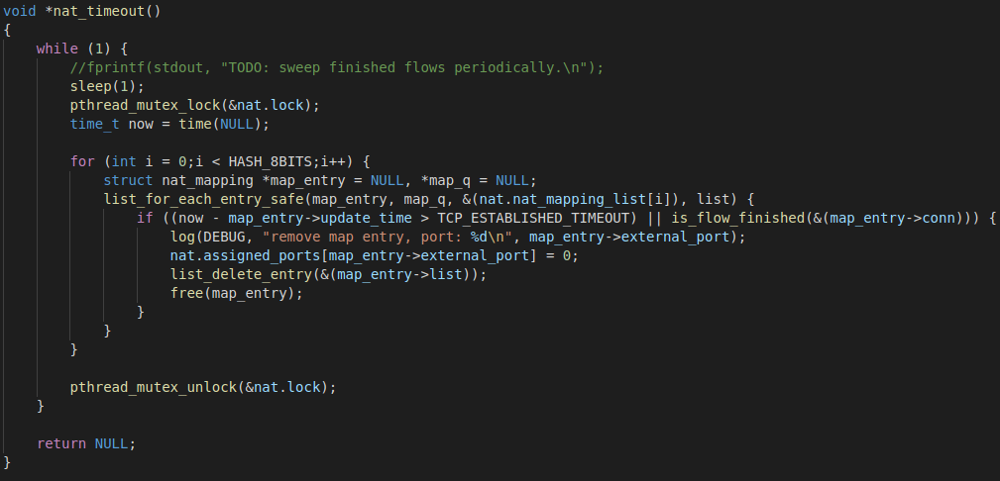 void *nat_timeout()
{
    while (1) {
        //fprintf(stdout, "TODO: sweep finished flows periodically.\n");
        sleep(1);
        pthread_mutex_lock(&nat.lock);
        time_t now = time(NULL);

        for (int i = 0;i < HASH_8BITS;i++) {
            struct nat_mapping *map_entry = NULL, *map_q = NULL;
            list_for_each_entry_safe(map_entry, map_q, &(nat.nat_mapping_list[i]), list) {
                if ((now - map_entry->update_time > TCP_ESTABLISHED_TIMEOUT) || is_flow_finished(&(map_entry->conn))) {
                    log(DEBUG, "remove map entry, port: %d\n", map_entry->external_port);
                    nat.assigned_ports[map_entry->external_port] = 0;
                    list_delete_entry(&(map_entry->list));
                    free(map_entry);
                }
            }
        }

        pthread_mutex_unlock(&nat.lock);
    }

    return NULL;
}